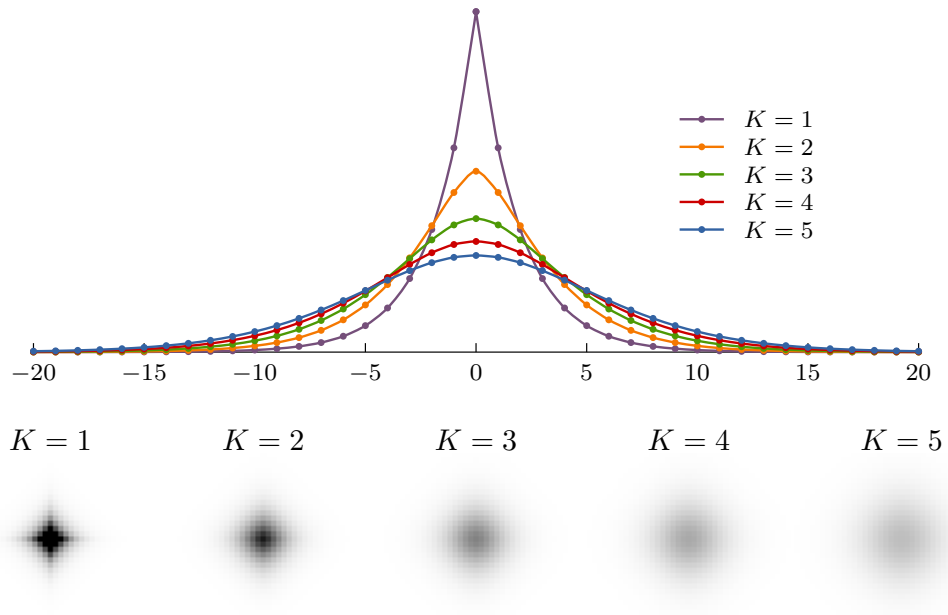 K = 1
K = 2
K = 3
K = 4
K = 5
−20 −15 −10 −5 0 5 10 15 20
K = 1 K = 2 K = 3 K = 4 K = 5